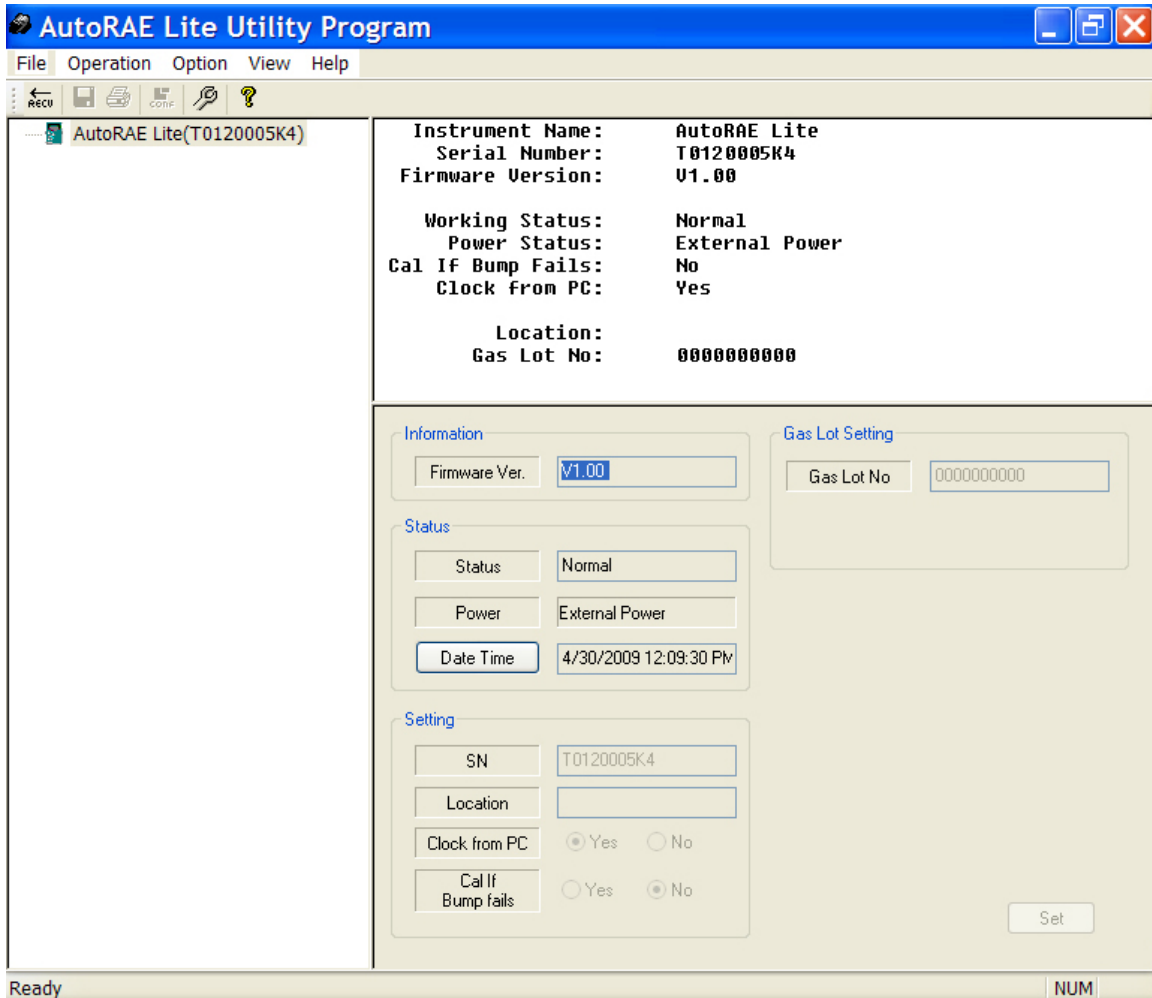 AutoRAE Lite Utility Program
File Operation Option View Help
RECV CONF
AutoRAE Lite(T0120005K4)
Instrument Name: AutoRAE Lite
Serial Number: T0120005K4
Firmware Version: V1.00
Working Status: Normal
Power Status: External Power
Cal If Bump Fails: No
Clock from PC: Yes
Location:
Gas Lot No: 0000000000
Information
Firmware Ver. V1.00
Gas Lot Setting
Gas Lot No 0000000000
Status
Status Normal
Power External Power
Date Time 4/30/2009 12:09:30 PM
Setting
SN T0120005K4
Location
Clock from PC Yes No
Cal If
Bump fails Yes No
Set
Ready NUM